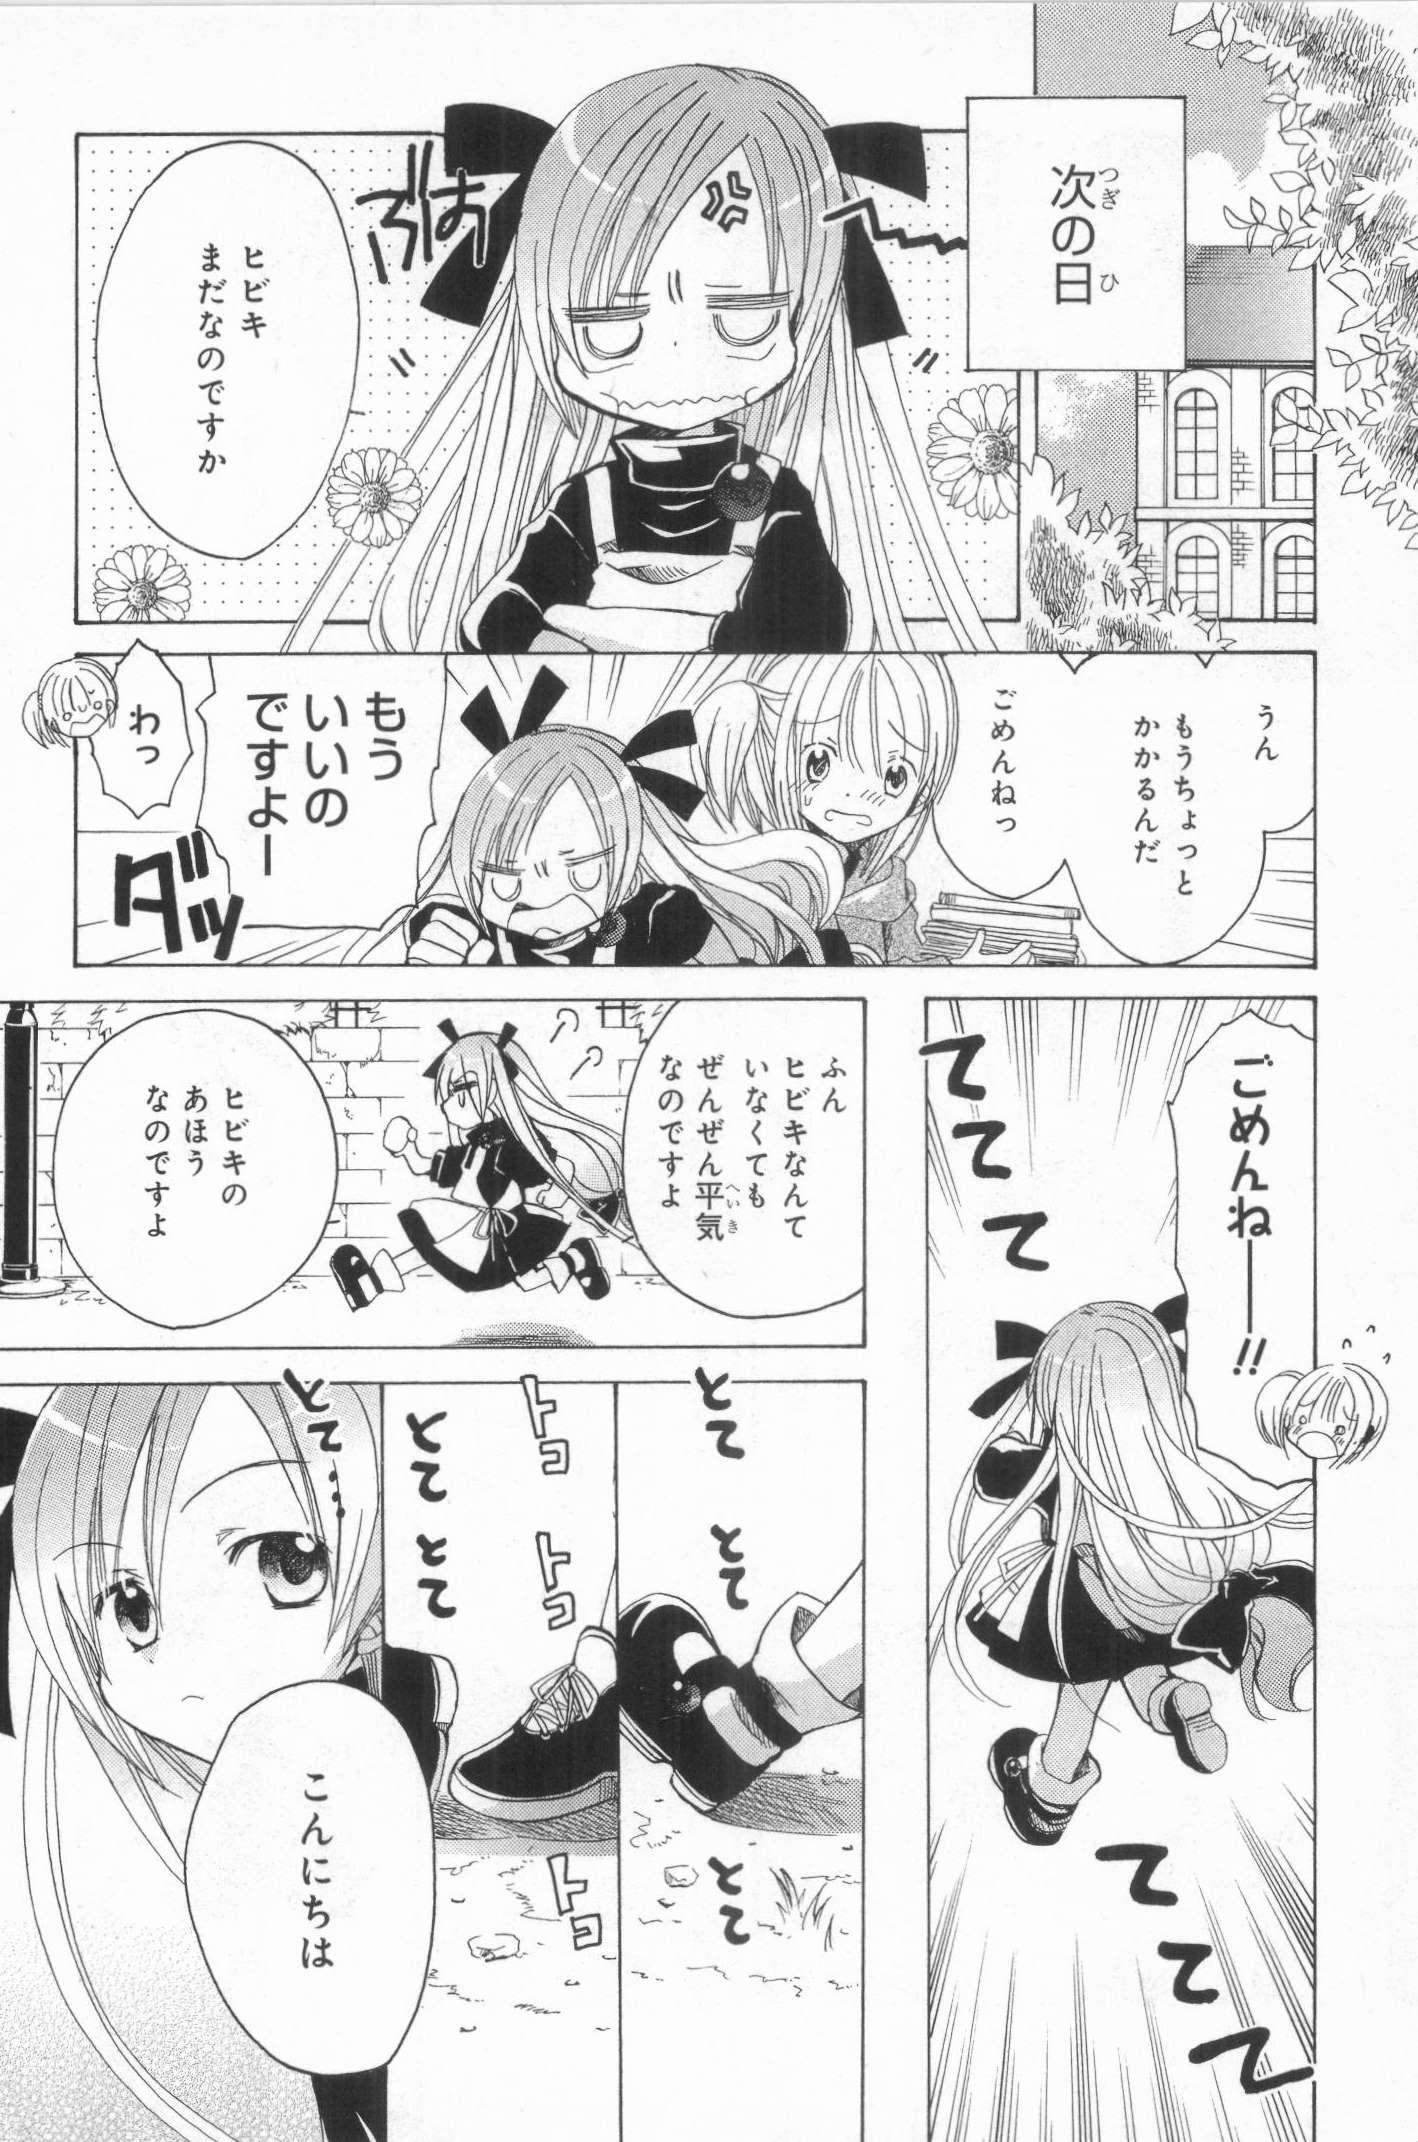 次の日
つぎ
ひ
ぶすっ
ヒビキ
まだなのですか
うん
もうちょっと
かかるんだ
ごめんねっ
もう
いいの
ですよー
わっ
ダッ
ごめんねー!!
てててて
ててて
ふん
ヒビキなんて
いなくても
ぜんぜん平気
へいき
なのですよ
ヒビキの
あほう
なのですよ
とて
とて
とて
トコ
トコ
トコ
とて
とて
とて…
こんにちは